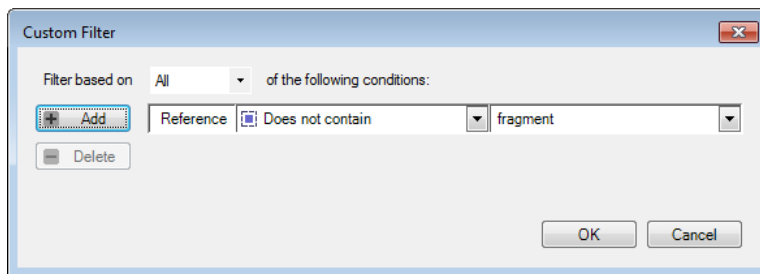 Custom Filter
Filter based on All of the following conditions:
Add Reference Does not contain fragment
Delete
OK Cancel